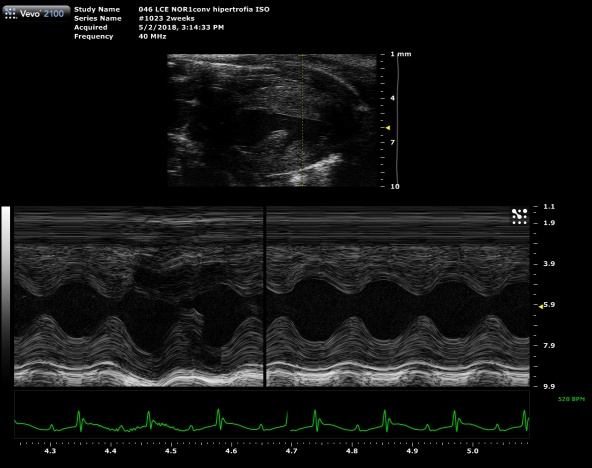 Vevo 2100
Study Name 046 LCE NOR1conv hipertrofia ISO
Series Name #1023 2weeks
Acquired 5/2/2018, 3:14:33 PM
Frequency 40 MHz
1 mm
4
7
10
1.1
1.9
3.9
5.9
7.9
9.9
520 BPM
4.3 4.4 4.5 4.6 4.7 4.8 4.9 5.0